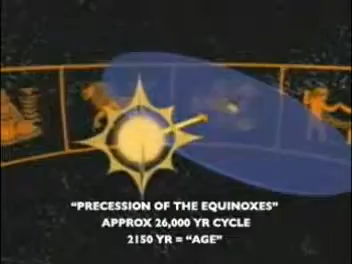 "PRECESSION OF THE EQUINOXES"
APPROX 26,000 YR CYCLE
2150 YR = "AGE"